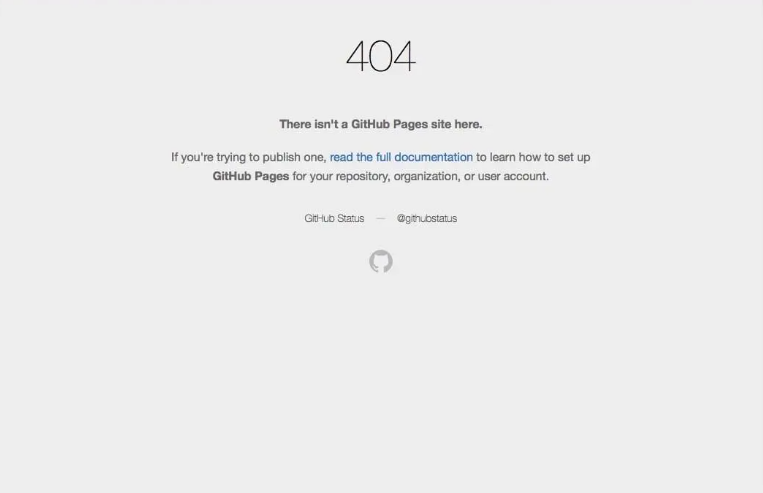 404
There isn't a GitHub Pages site here.
If you're trying to publish one, read the full documentation to learn how to set up
GitHub Pages for your repository, organization, or user account.
GitHub Status — @githubstatus